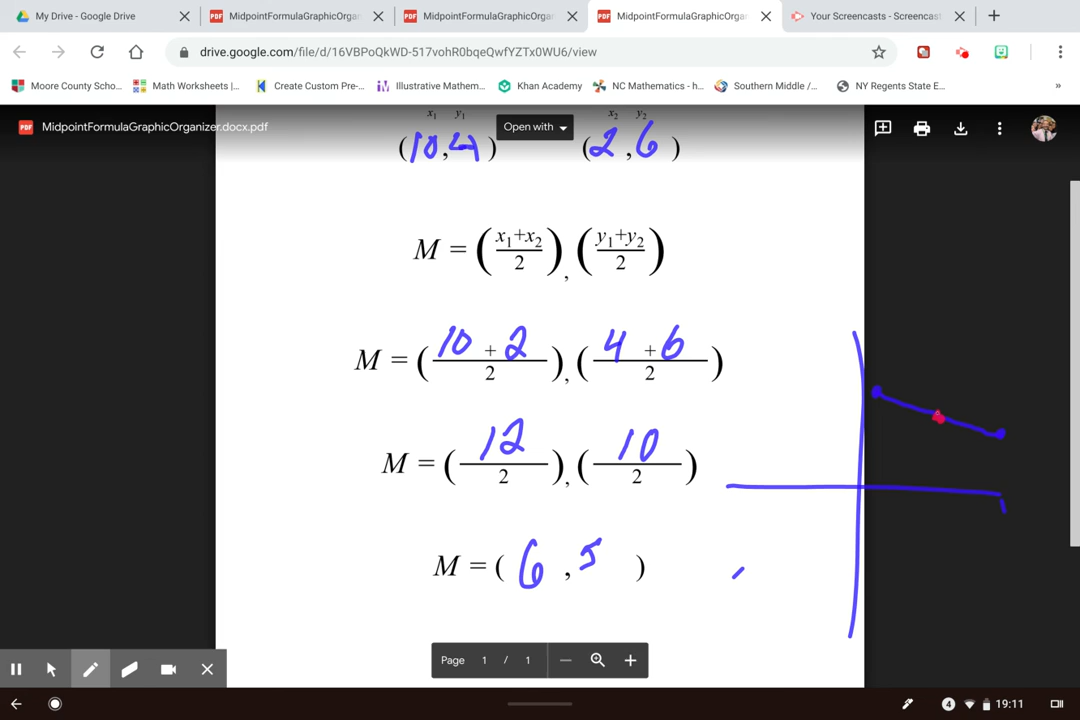 My Drive - Google Drive
MidpointFormulaGraphicOrgan
MidpointFormulaGraphicOrgan
MidpointFormulaGraphicOrgan
Your Screencasts - Screencast
drive.google.com/file/d/16VBPoQkWD-517vohR0bqeQwfYZTx0WU6/view
Moore County Scho...
Math Worksheets |...
Create Custom Pre-...
Illustrative Mathem...
Khan Academy
NC Mathematics - h...
Southern Middle /...
NY Regents State E...
»
PDF MidpointFormulaGraphicOrganizer.docx.pdf
Open with
x₁ y₁ x₂ y₂
(10,4) (2,6)
M = (x₁+x₂/2), (y₁+y₂/2)
M = (10 + 2/2), (4 + 6/2)
M = (12/2), (10/2)
M = (6, 5)
Page 1 / 1
4 19:11